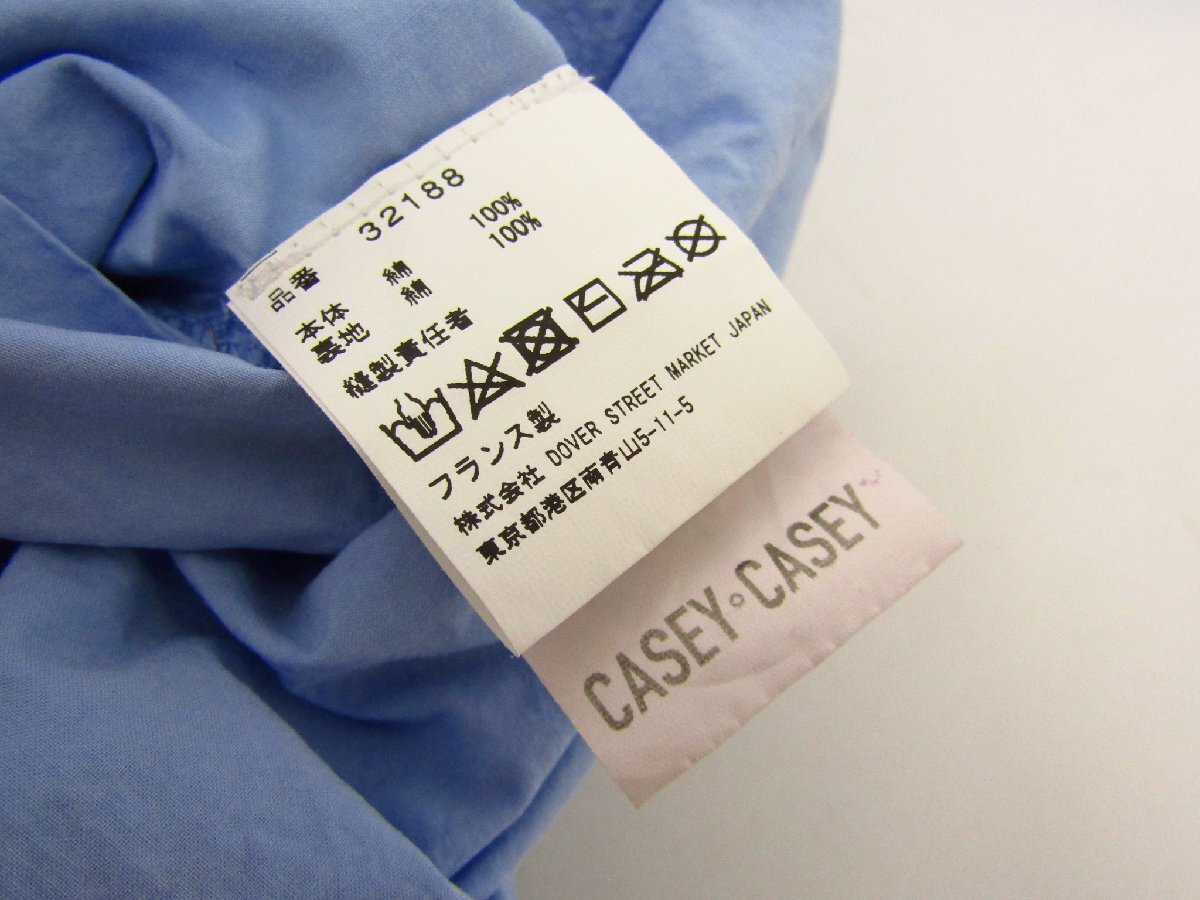 品番 32188
本体 綿 100%
裏地 綿 100%
縫製責任者
フランス製
株式会社 DOVER STREET MARKET JAPAN
東京都港区南青山5-11-5
CASEY CASEY